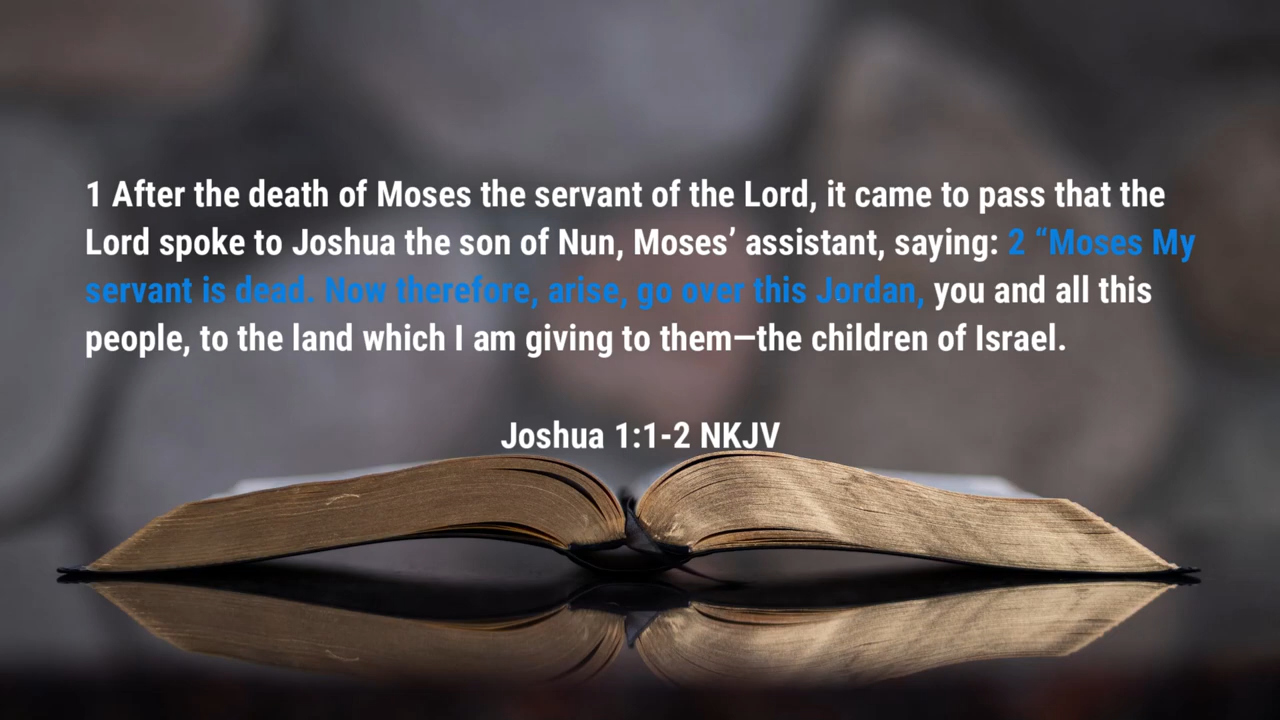 1 After the death of Moses the servant of the Lord, it came to pass that the
Lord spoke to Joshua the son of Nun, Moses’ assistant, saying: 2 “Moses My
servant is dead. Now therefore, arise, go over this Jordan, you and all this
people, to the land which I am giving to them—the children of Israel.
Joshua 1:1-2 NKJV